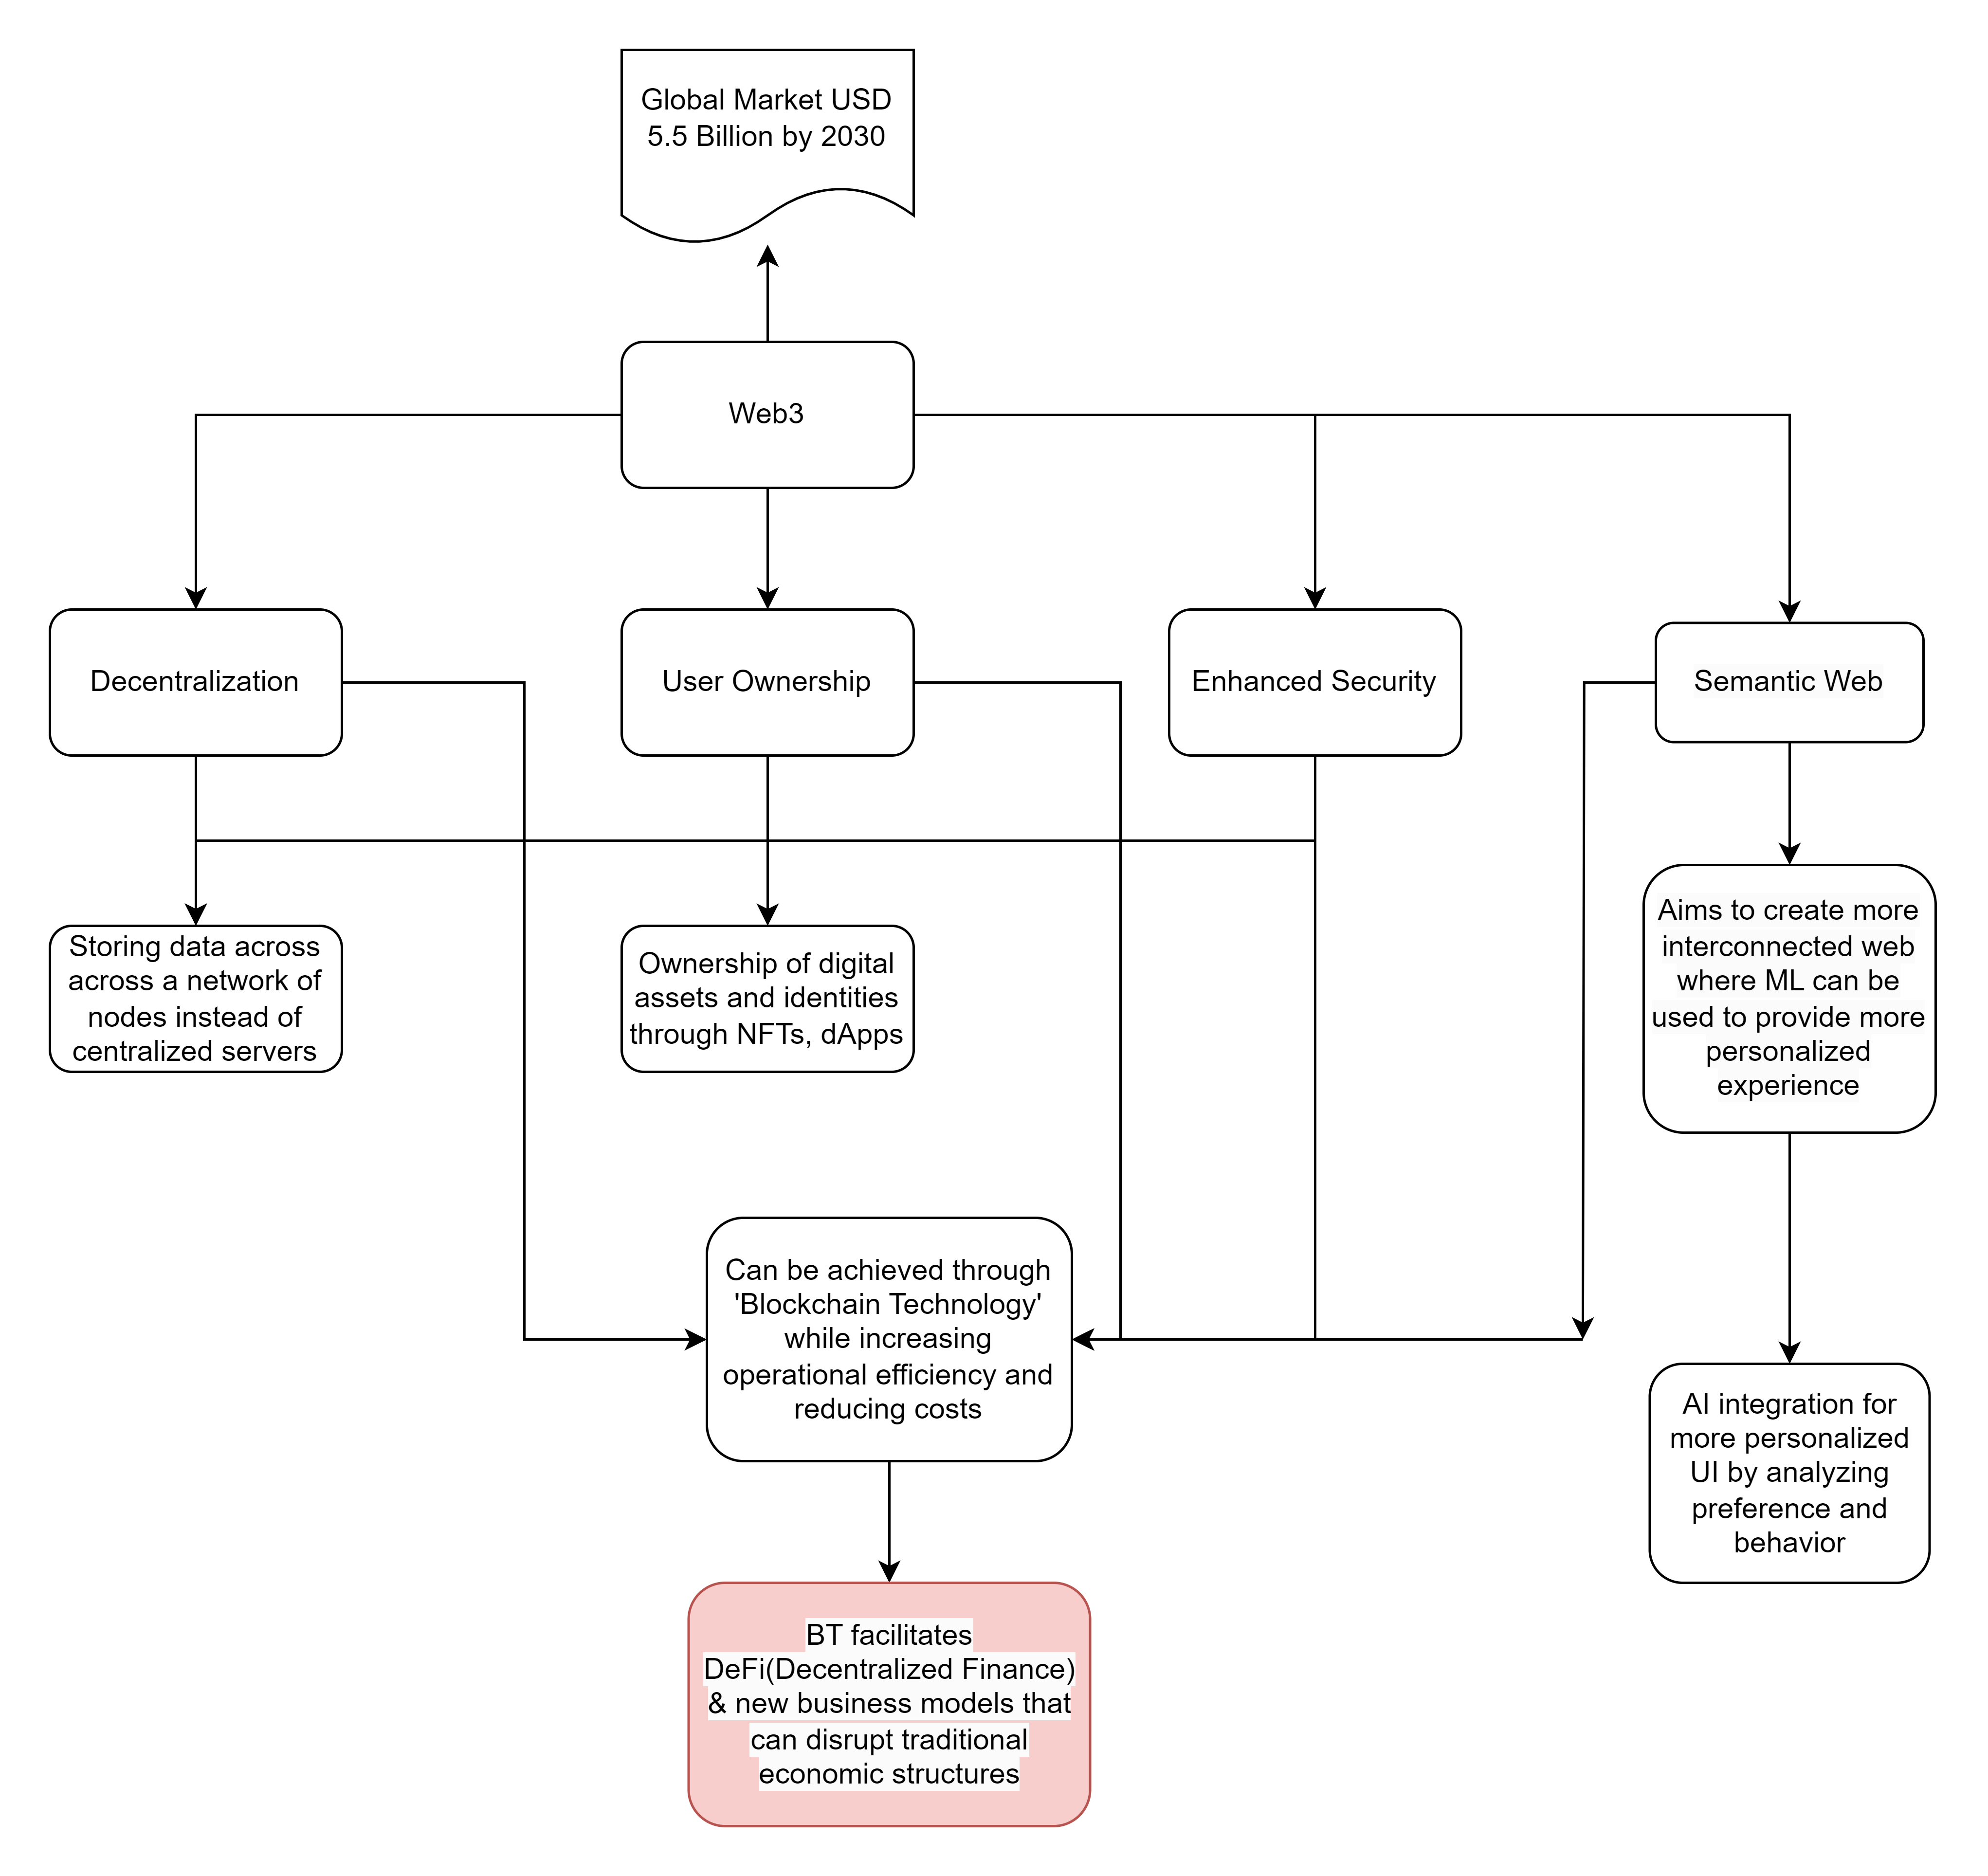 Global Market USD
5.5 Billion by 2030
Web3
Decentralization
User Ownership
Enhanced Security
Semantic Web
Storing data across
across a network of
nodes instead of
centralized servers
Ownership of digital
assets and identities
through NFTs, dApps
Aims to create more
interconnected web
where ML can be
used to provide more
personalized
experience
Can be achieved through
'Blockchain Technology'
while increasing
operational efficiency and
reducing costs
AI integration for
more personalized
UI by analyzing
preference and
behavior
BT facilitates
DeFi(Decentralized Finance)
& new business models that
can disrupt traditional
economic structures